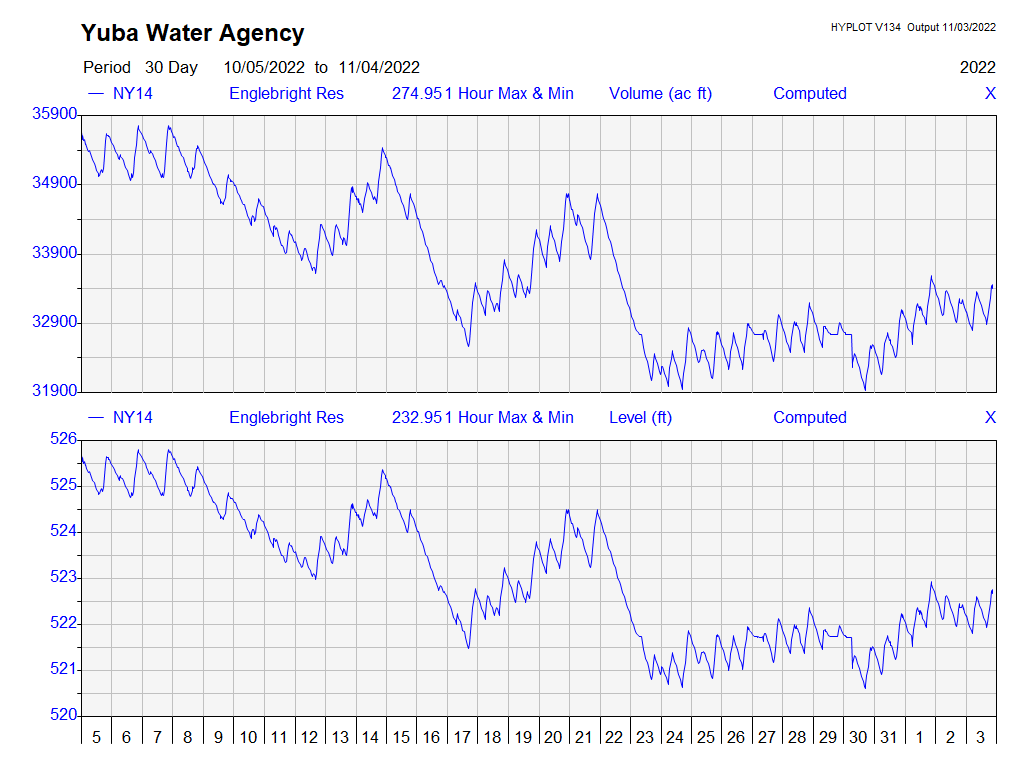 Yuba Water Agency
HYPLOT V134 Output 11/03/2022
Period 30 Day 10/05/2022 to 11/04/2022 2022
— NY14 Englebright Res 274.951 Hour Max & Min Volume (ac ft) Computed X
35900
34900
33900
32900
31900
— NY14 Englebright Res 232.951 Hour Max & Min Level (ft) Computed X
526
525
524
523
522
521
520
5 6 7 8 9 10 11 12 13 14 15 16 17 18 19 20 21 22 23 24 25 26 27 28 29 30 31 1 2 3